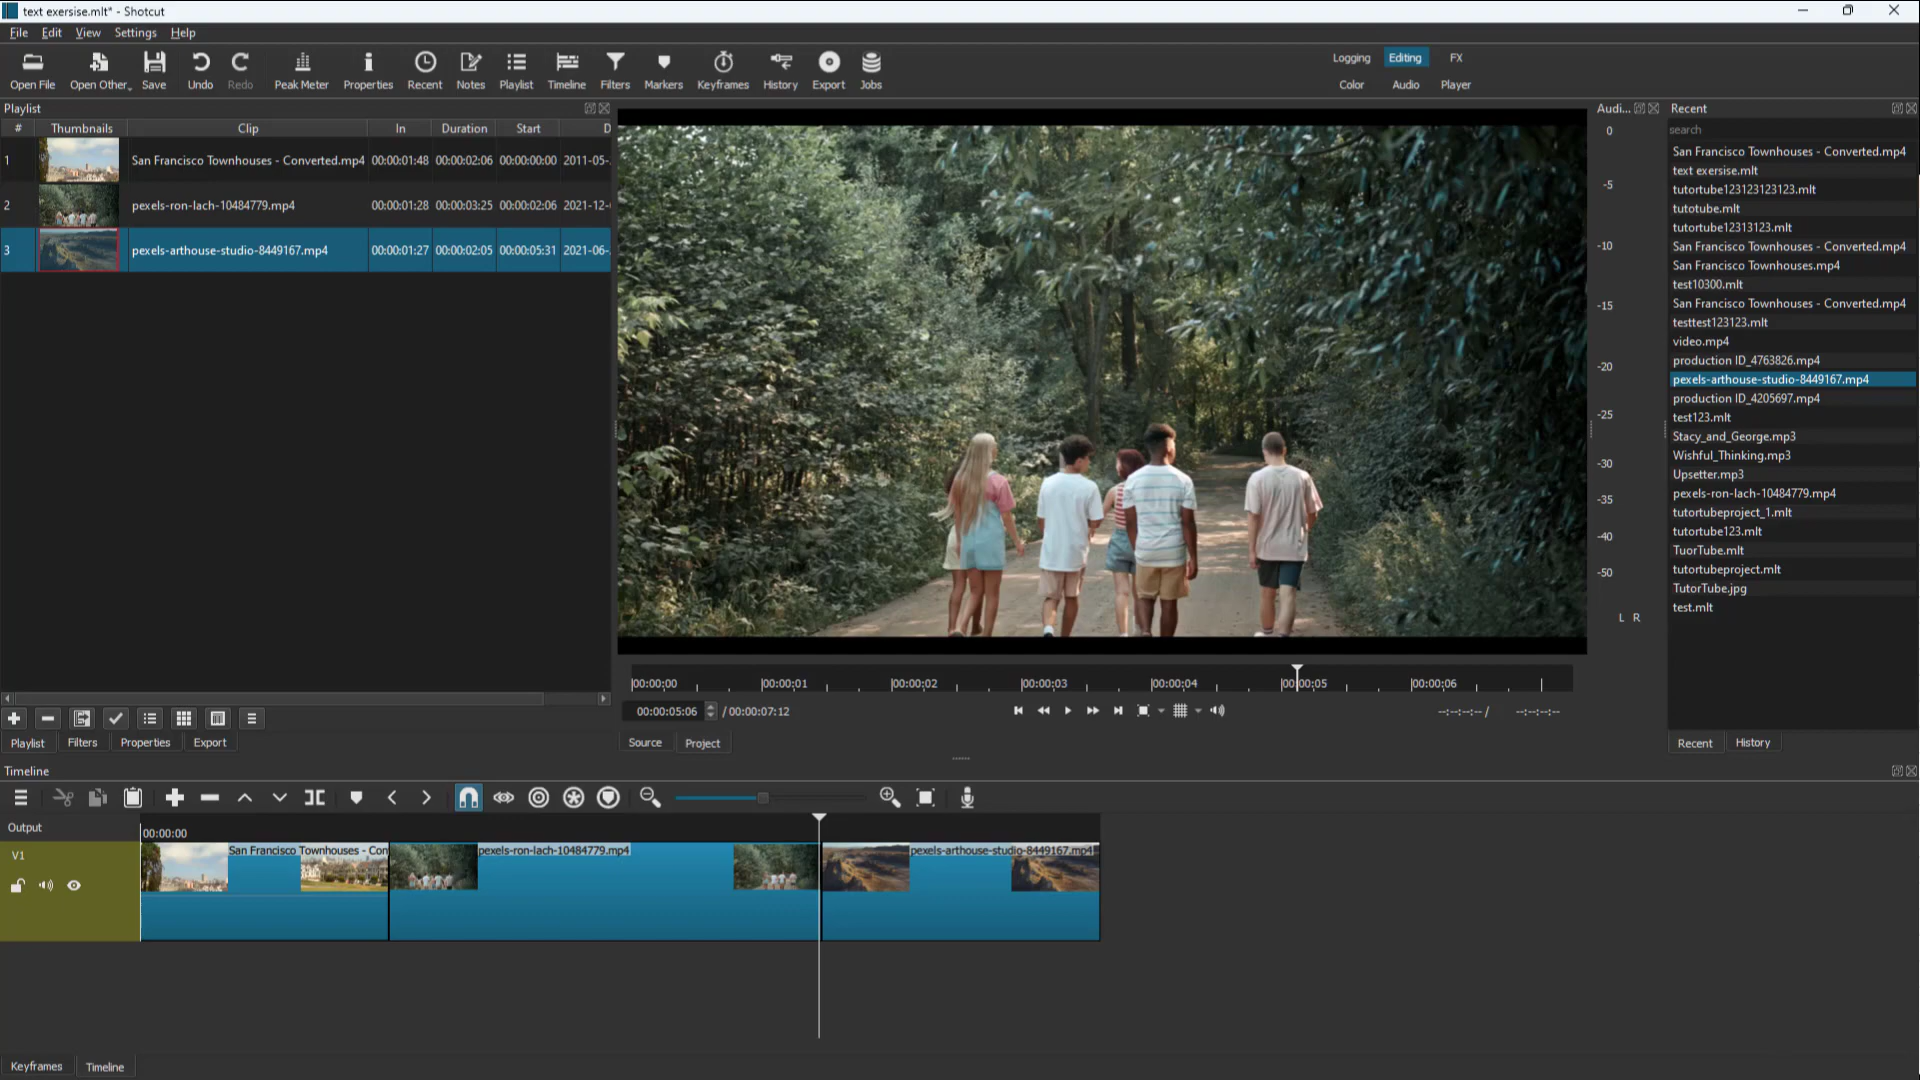 text exersise.mlt* - Shotcut
File Edit View Settings Help
Open File Open Other... Save Undo Redo Peak Meter Properties Recent Notes Playlist Timeline Filters Markers Keyframes History Export Jobs
Logging Editing FX
Color Audio Player
Playlist
# Thumbnails Clip In Duration Start D
1 San Francisco Townhouses - Converted.mp4 00:00:01:48 00:00:02:06 00:00:00:00 2011-05-
2 pexels-ron-lach-10484779.mp4 00:00:01:28 00:00:03:25 00:00:02:06 2021-12-
3 pexels-arthouse-studio-8449167.mp4 00:00:01:27 00:00:02:05 00:00:05:31 2021-06-
Playlist Filters Properties Export
00:00:00 00:00:01 00:00:02 00:00:03 00:00:04 00:00:05 00:00:06
00:00:05:06 / 00:00:07:12 --:--:--:-- / --:--:--:--
Source Project
Audi...
0
-5
-10
-15
-20
-25
-30
-35
-40
-50
L R
Recent
search
San Francisco Townhouses - Converted.mp4
text exersise.mlt
tutortube123123123123.mlt
tutotube.mlt
tutortube12313123.mlt
San Francisco Townhouses - Converted.mp4
San Francisco Townhouses.mp4
test10300.mlt
San Francisco Townhouses - Converted.mp4
testtest123123.mlt
video.mp4
production ID_4763826.mp4
pexels-arthouse-studio-8449167.mp4
production ID_4205697.mp4
test123.mlt
Stacy_and_George.mp3
Wishful_Thinking.mp3
Upsetter.mp3
pexels-ron-lach-10484779.mp4
tutortubeproject_1.mlt
tutortube123.mlt
TuorTube.mlt
tutortubeproject.mlt
TutorTube.jpg
test.mlt
Recent History
Timeline
Output
00:00:00
V1
San Francisco Townhouses - Con
pexels-ron-lach-10484779.mp4
pexels-arthouse-studio-8449167.mp4
Keyframes Timeline